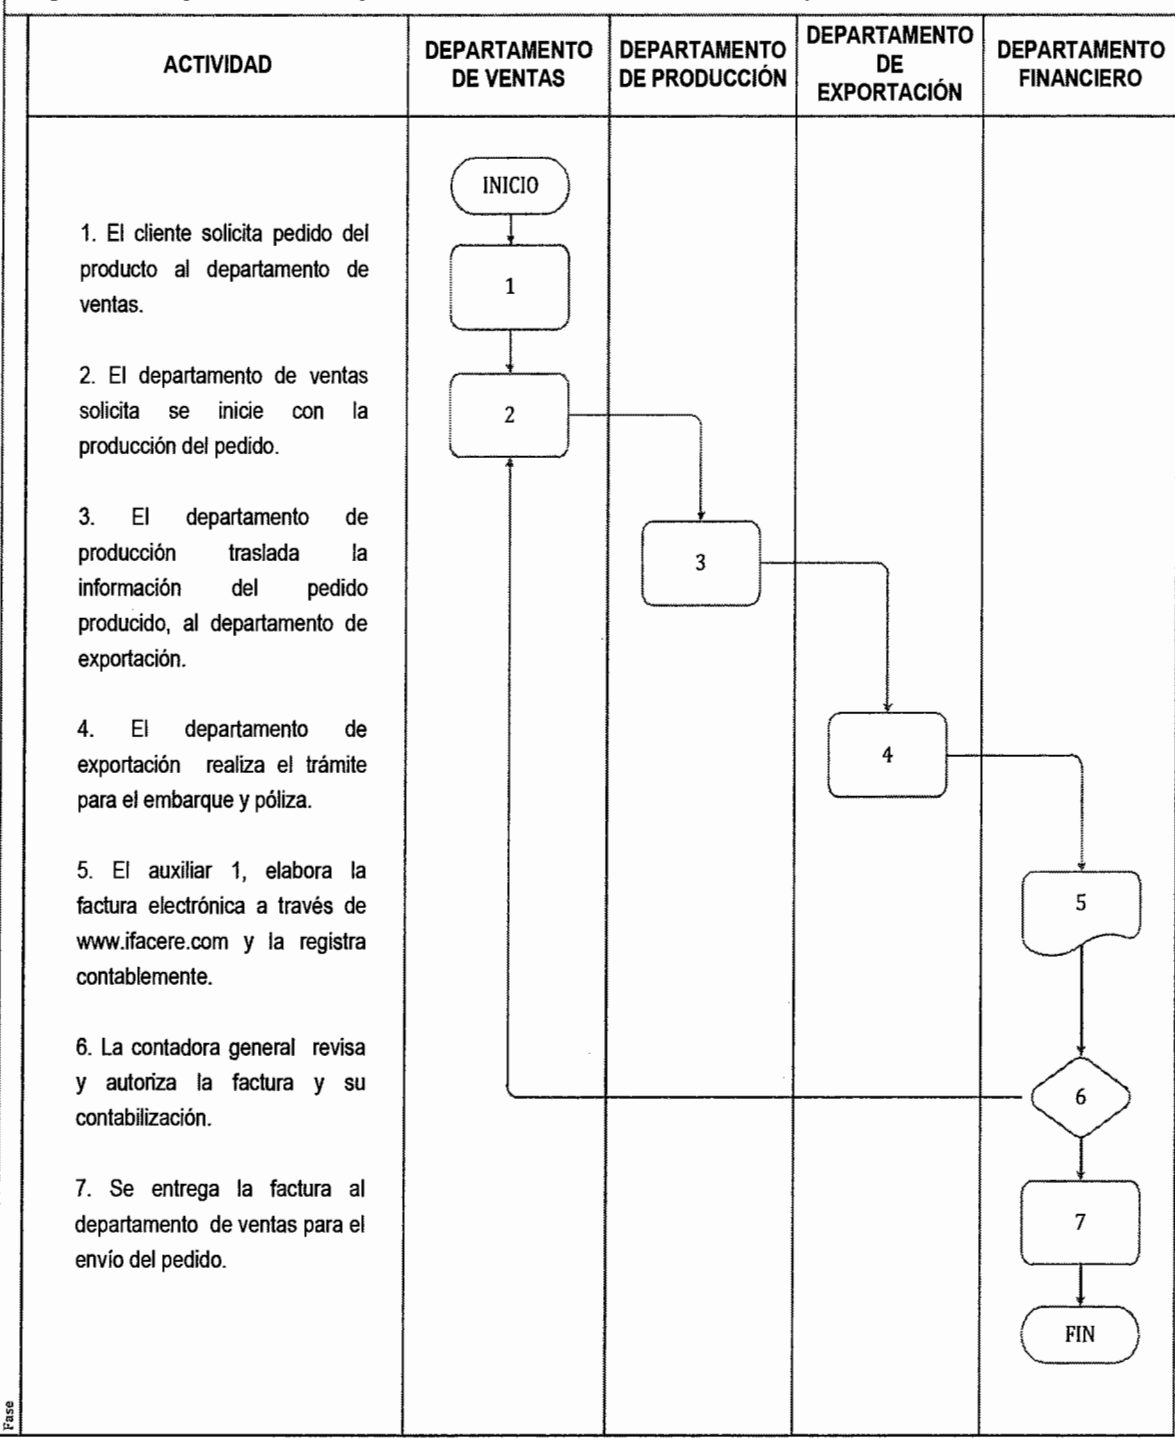 ACTIVIDAD
DEPARTAMENTO
DE VENTAS
DEPARTAMENTO
DE PRODUCCIÓN
DEPARTAMENTO
DE
EXPORTACIÓN
DEPARTAMENTO
FINANCIERO
1. El cliente solicita pedido del
producto al departamento de
ventas.
2. El departamento de ventas
solicita se inicie con la
producción del pedido.
3. El departamento de
producción traslada la
información del pedido
producido, al departamento de
exportación.
4. El departamento de
exportación realiza el trámite
para el embarque y póliza.
5. El auxiliar 1, elabora la
factura electrónica a través de
www.ifacere.com y la registra
contablemente.
6. La contadora general revisa
y autoriza la factura y su
contabilización.
7. Se entrega la factura al
departamento de ventas para el
envío del pedido.
INICIO
1
2
3
4
5
6
7
FIN
Fase